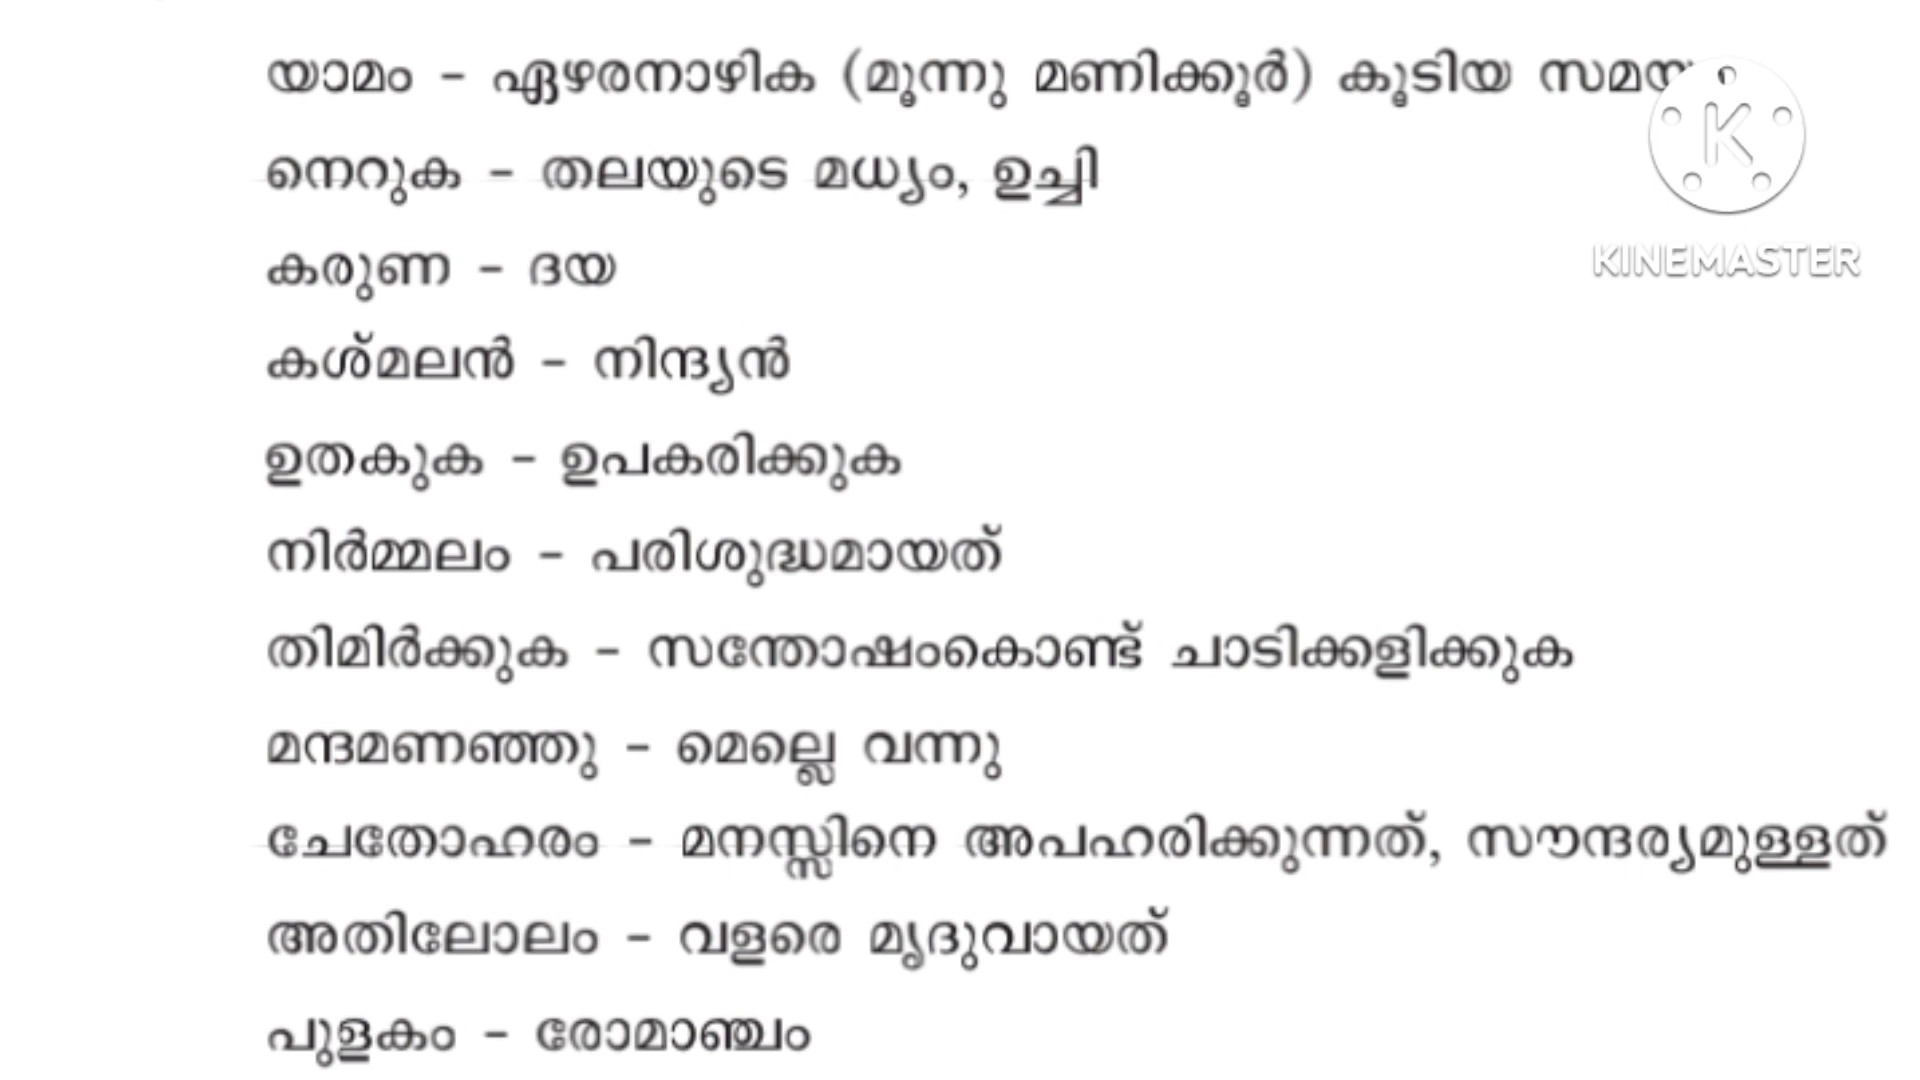 യാമം - ഏഴരനാഴിക (മൂന്നു മണിക്കൂർ) കൂടിയ
നെറുക - തലയുടെ മധ്യം, ഉച്ചി
കരുണ - ദയ
കശ്മലൻ - നിന്ദ്യൻ
ഉതകുക - ഉപകരിക്കുക
നിർമ്മലം - പരിശുദ്ധമായത്
തിമിർക്കുക - സന്തോഷംകൊണ്ട് ചാടിക്കളിക്കുക
മന്ദമണഞ്ഞു - മെല്ലെ വന്നു
ചേതോഹരം - മനസ്സിനെ അപഹരിക്കുന്നത്, സൗന്ദര്യമുള്ളത്
അതിലോലം - വളരെ മൃദുവായത്
പുളകം - രോമാഞ്ചം
K
KINEMASTER